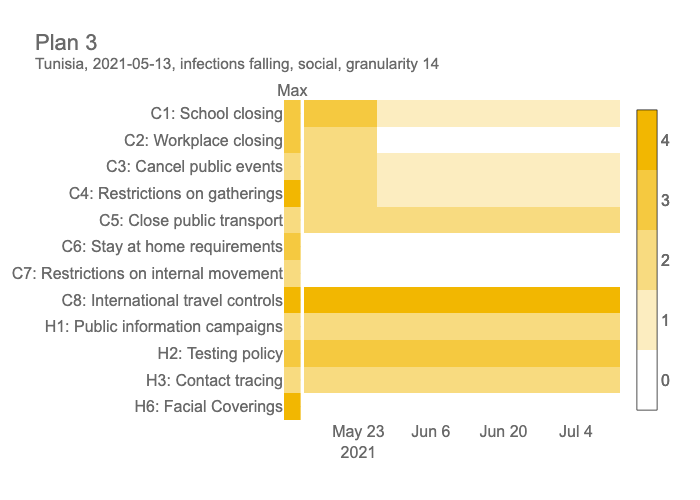 Plan 3
Tunisia, 2021-05-13, infections falling, social, granularity 14
Max
C1: School closing
C2: Workplace closing
C3: Cancel public events
C4: Restrictions on gatherings
C5: Close public transport
C6: Stay at home requirements
C7: Restrictions on internal movement
C8: International travel controls
H1: Public information campaigns
H2: Testing policy
H3: Contact tracing
H6: Facial Coverings
4
3
2
1
0
May 23 Jun 6 Jun 20 Jul 4
2021